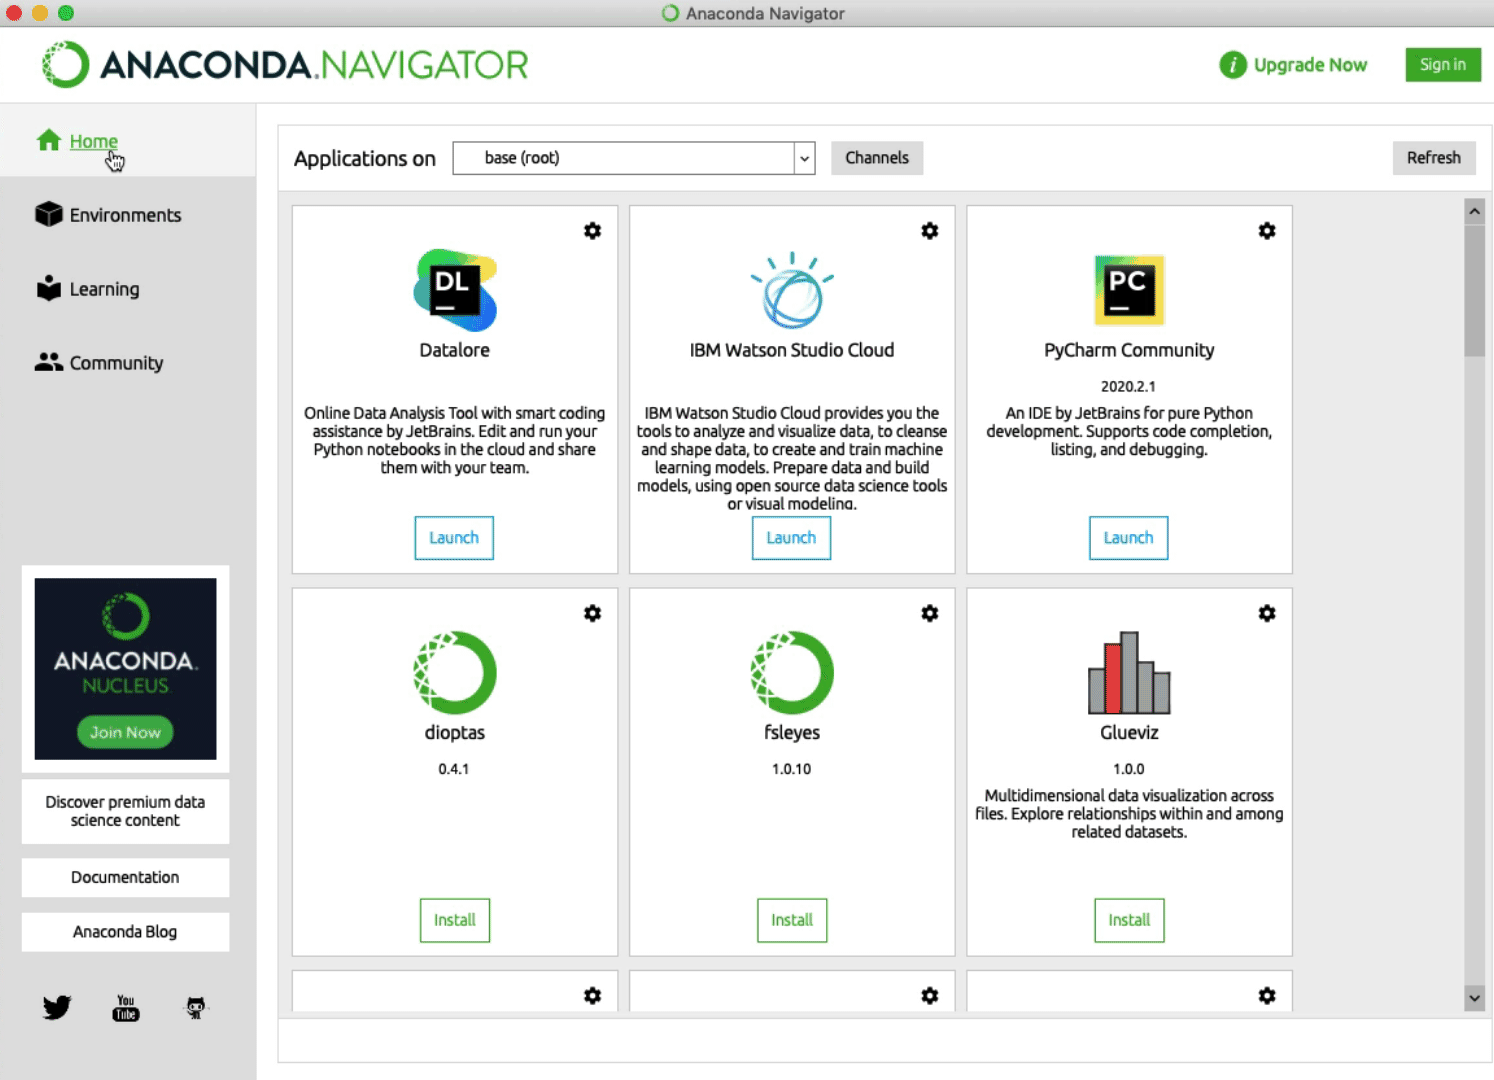 Anaconda Navigator
ANACONDA.NAVIGATOR
i Upgrade Now
Sign in
Home
Environments
Learning
Community
ANACONDA.
NUCLEUS
Join Now
Discover premium data
science content
Documentation
Anaconda Blog
You
Tube
Applications on
base (root)
Channels
Refresh
DL
Datalore
Online Data Analysis Tool with smart coding
assistance by JetBrains. Edit and run your
Python notebooks in the cloud and share
them with your team.
Launch
IBM Watson Studio Cloud
IBM Watson Studio Cloud provides you the
tools to analyze and visualize data, to cleanse
and shape data, to create and train machine
learning models. Prepare data and build
models, using open source data science tools
or visual modeling.
Launch
PC
PyCharm Community
2020.2.1
An IDE by JetBrains for pure Python
development. Supports code completion,
listing, and debugging.
Launch
dioptas
0.4.1
Install
fsleyes
1.0.10
Install
Glueviz
1.0.0
Multidimensional data visualization across
files. Explore relationships within and among
related datasets.
Install